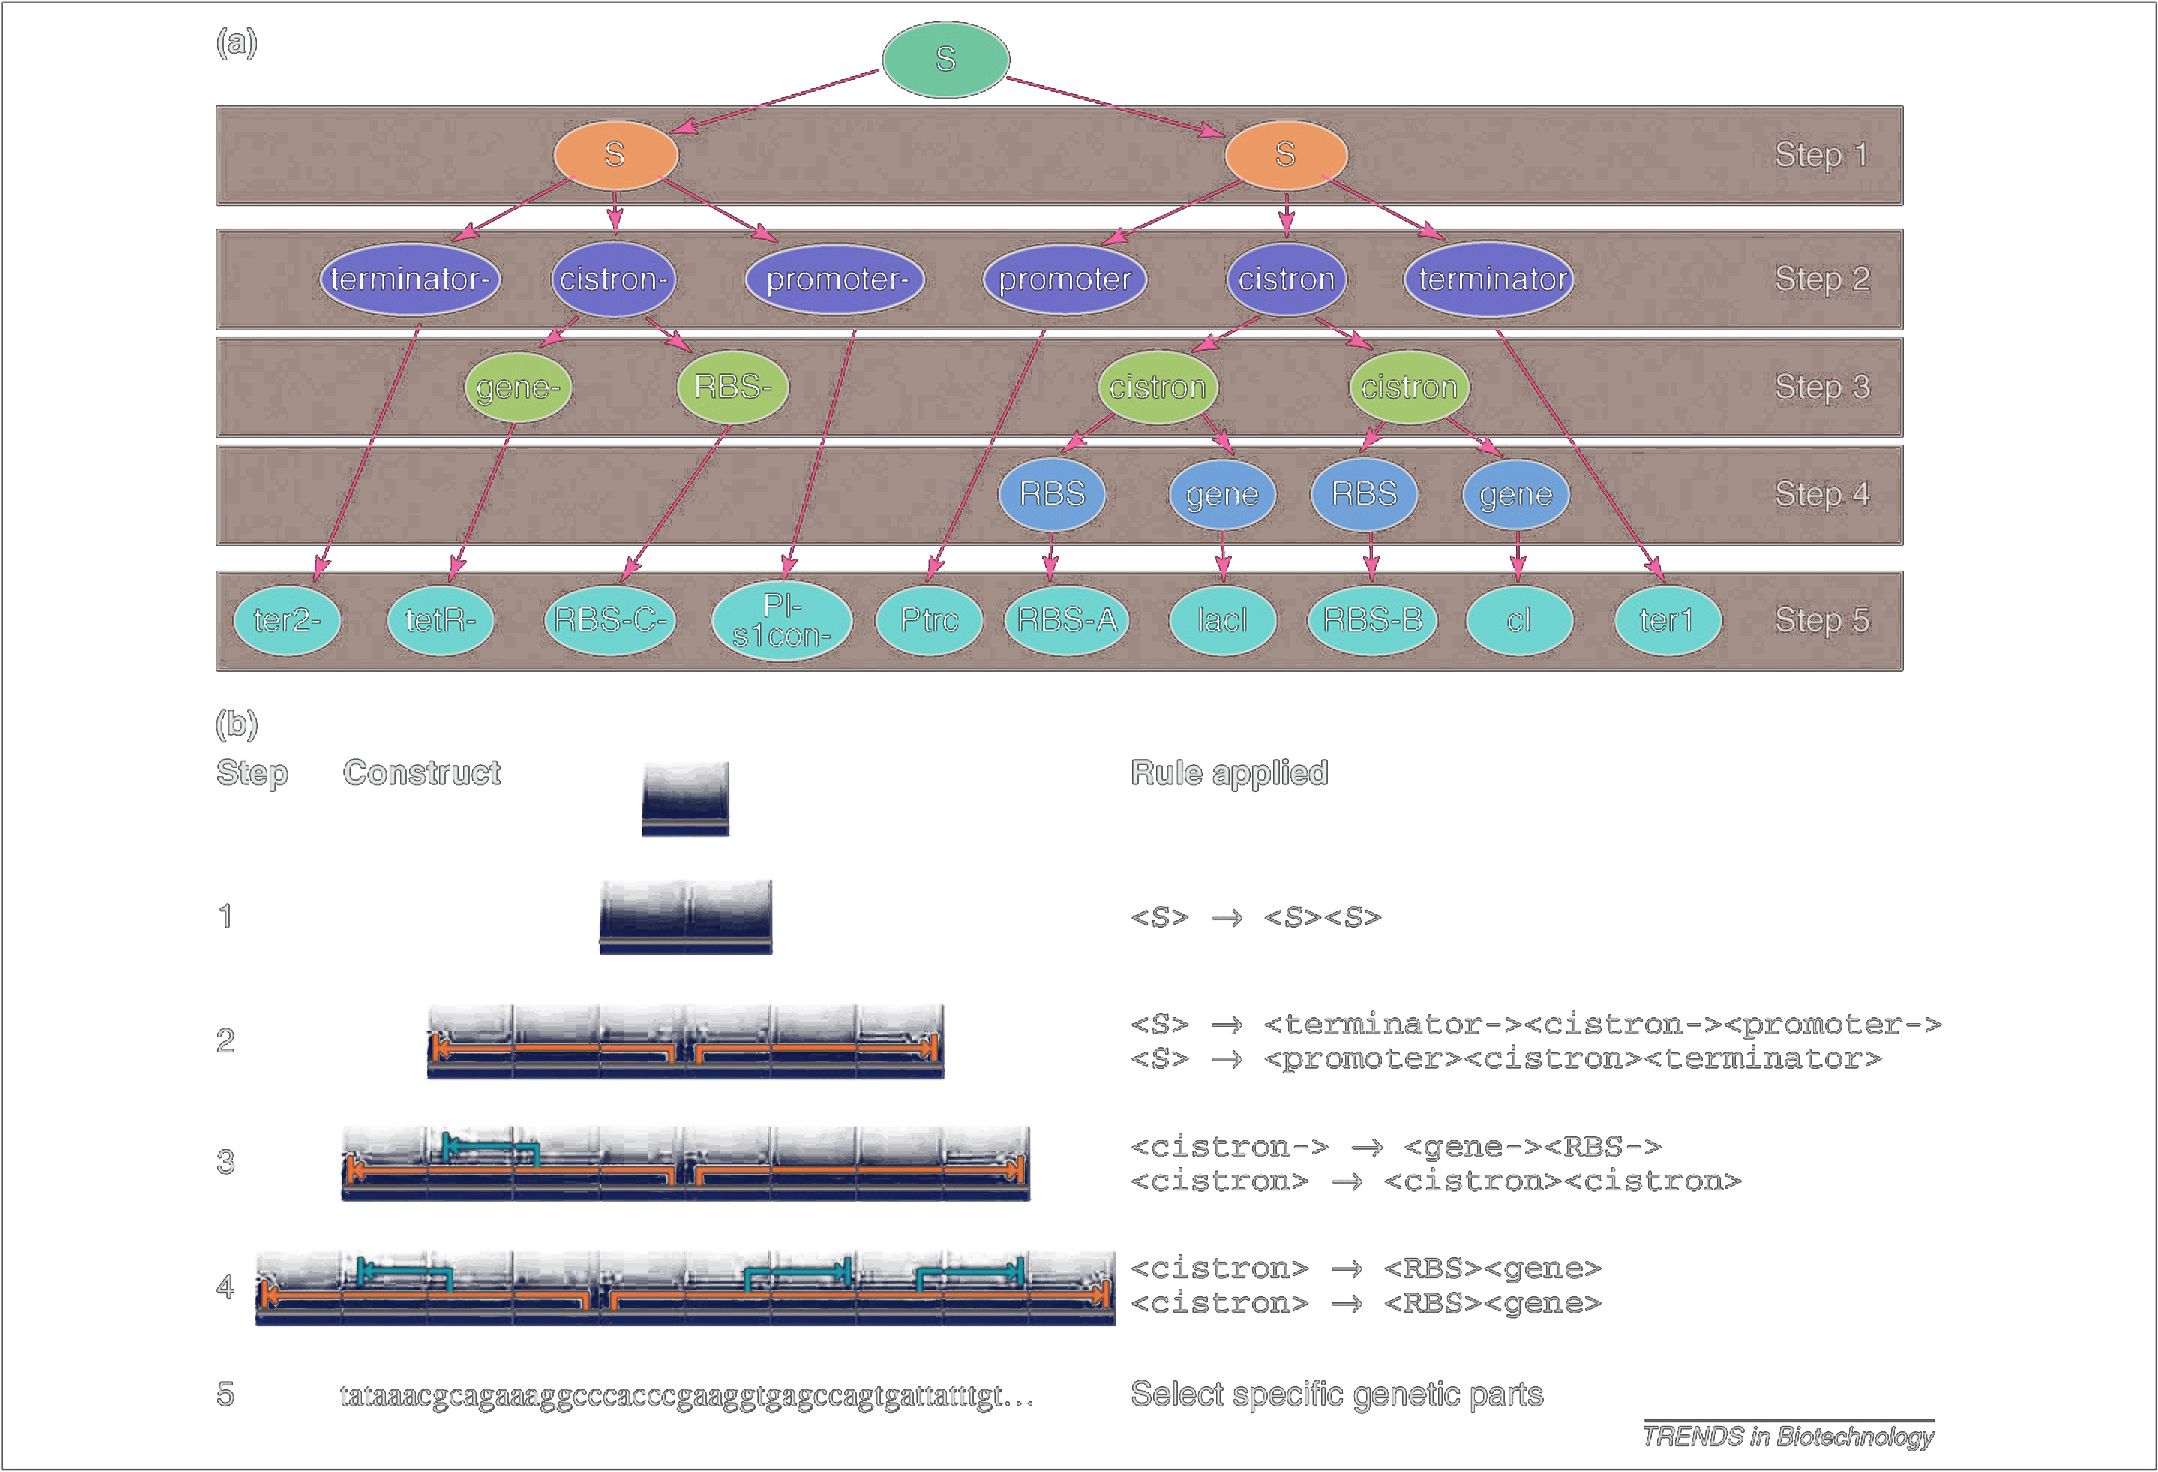 (a)
S
S S Step 1
terminator- cistron- promoter- promoter cistron terminator Step 2
gene- RBS- cistron cistron Step 3
RBS gene RBS gene Step 4
ter2- tetR- RBS-C- Pl-s1con- Ptrc RBS-A lacI RBS-B cI ter1 Step 5
(b)
Step Construct Rule applied
1 <S> → <S><S>
2 <S> → <terminator-><cistron-><promoter->
<S> → <promoter><cistron><terminator>
3 <cistron-> → <gene-><RBS->
<cistron> → <cistron><cistron>
4 <cistron> → <RBS><gene>
<cistron> → <RBS><gene>
5 tataaacgcagaaaggcccacccgaaggtgagccagtgattatttgt... Select specific genetic parts
TRENDS in Biotechnology